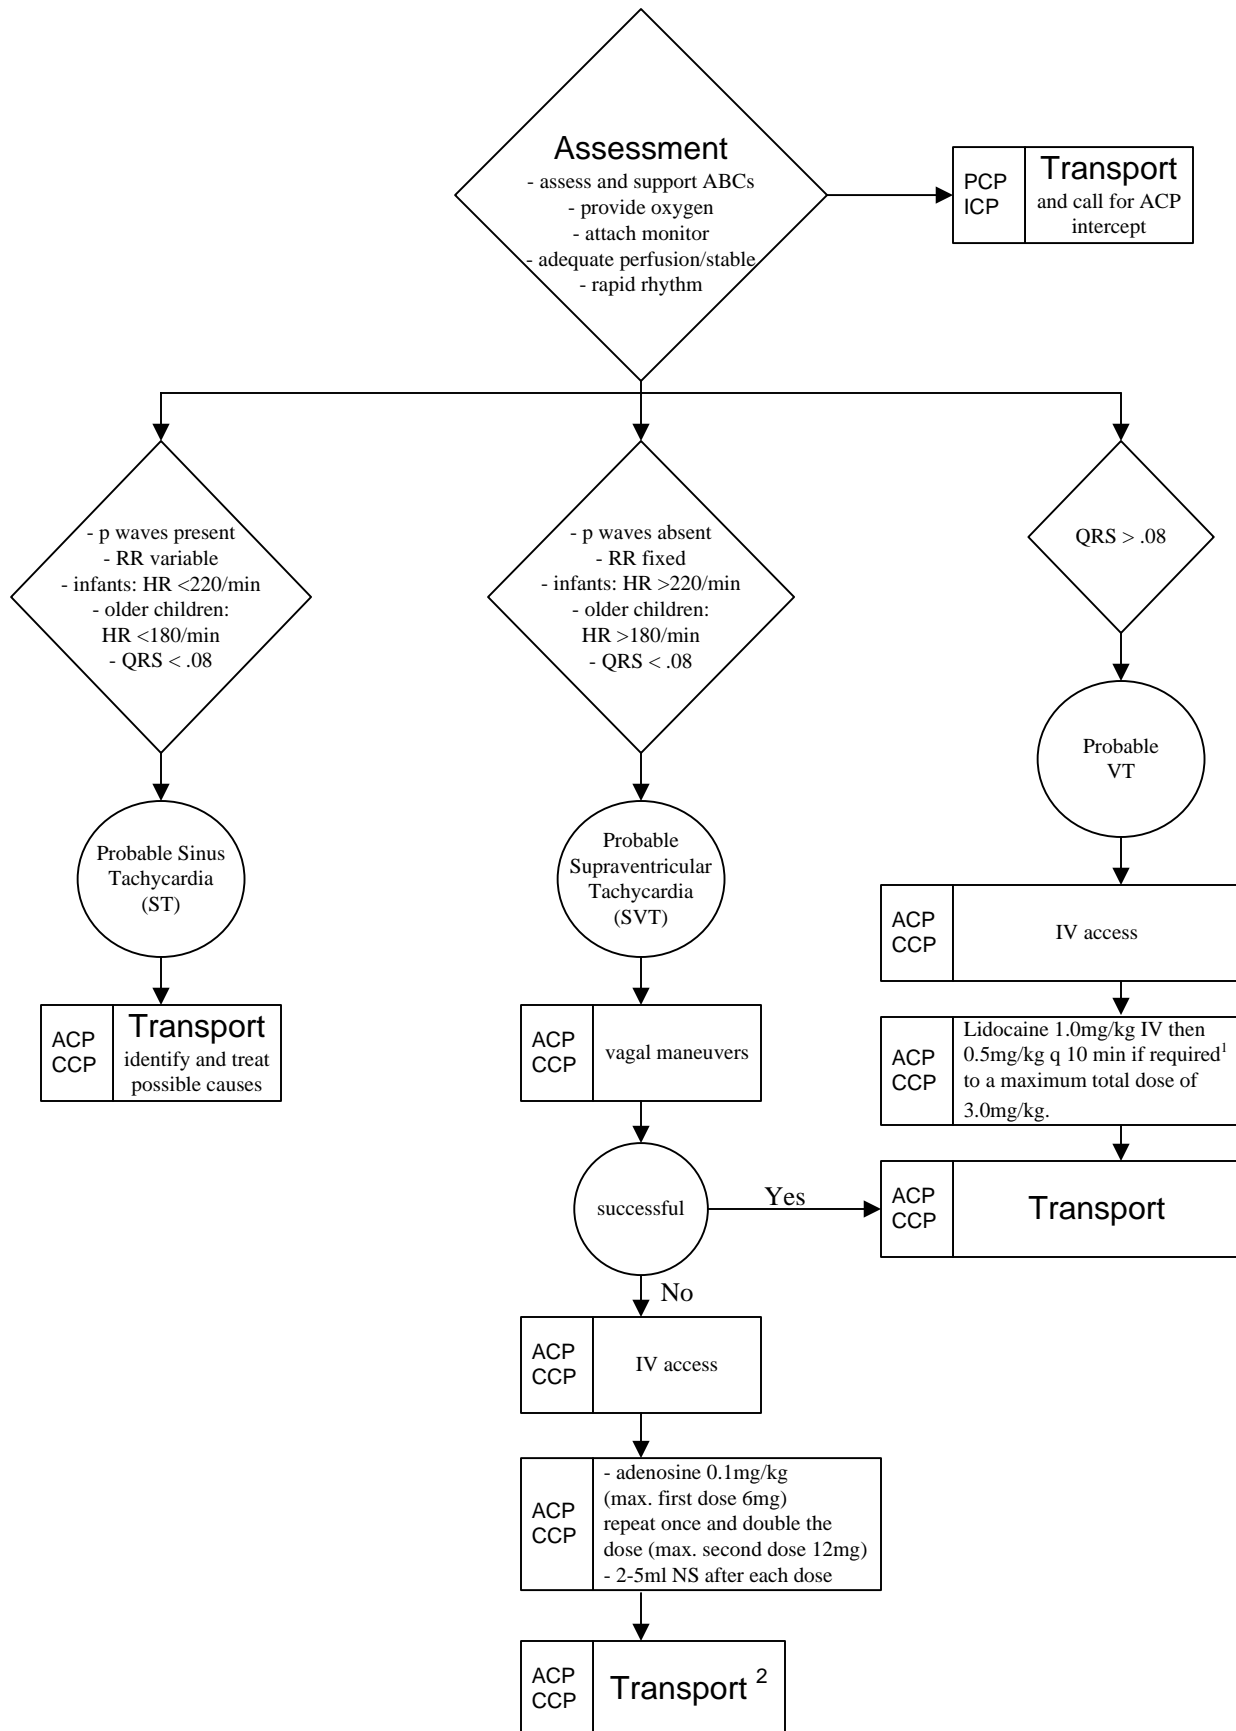 Assessment
- assess and support ABCs
- provide oxygen
- attach monitor
- adequate perfusion/stable
- rapid rhythm
PCP
ICP
Transport
and call for ACP
intercept
- p waves present
- RR variable
- infants: HR <220/min
- older children:
HR <180/min
- QRS < .08
- p waves absent
- RR fixed
- infants: HR >220/min
- older children:
HR >180/min
- QRS < .08
QRS > .08
Probable
VT
Probable Sinus
Tachycardia
(ST)
Probable
Supraventricular
Tachycardia
(SVT)
ACP
CCP
IV access
ACP
CCP
Transport
identify and treat
possible causes
ACP
CCP
vagal maneuvers
ACP
CCP
Lidocaine 1.0mg/kg IV then
0.5mg/kg q 10 min if required¹
to a maximum total dose of
3.0mg/kg.
successful
Yes
ACP
CCP
Transport
No
ACP
CCP
IV access
ACP
CCP
- adenosine 0.1mg/kg
(max. first dose 6mg)
repeat once and double the
dose (max. second dose 12mg)
- 2-5ml NS after each dose
ACP
CCP
Transport ²